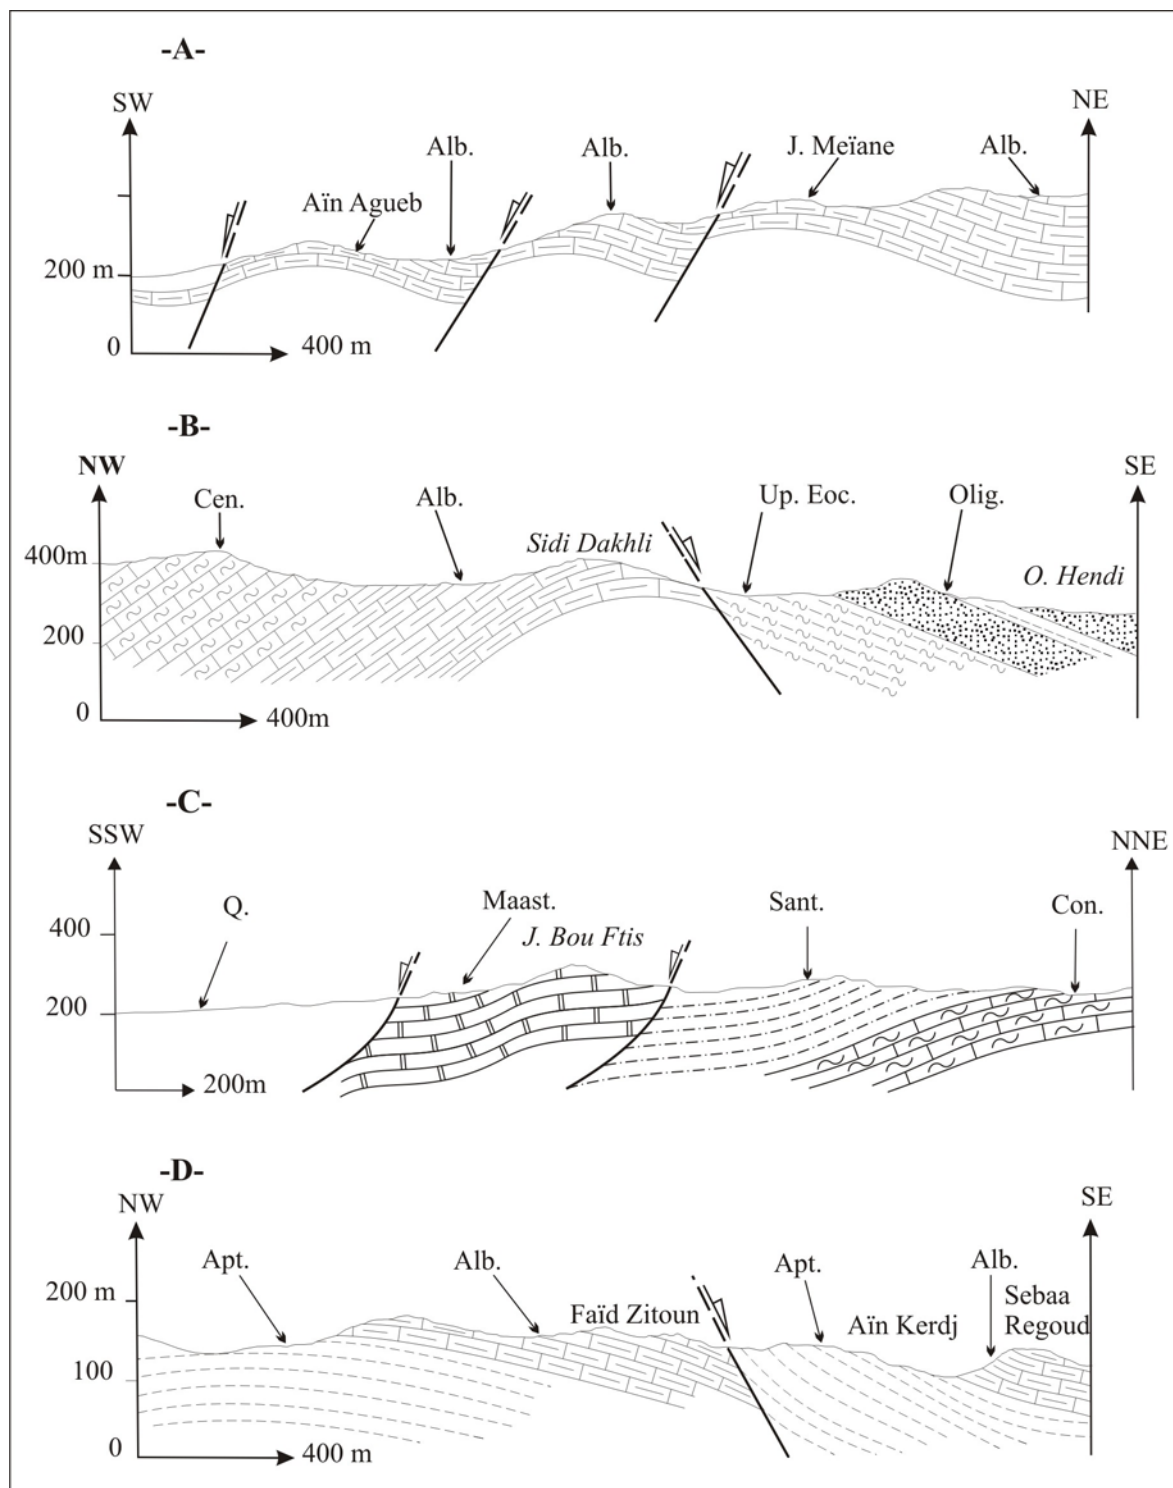 -A-
SW
NE
Alb.
Alb.
J. Meïane
Alb.
Aïn Agueb
200 m
0
400 m
-B-
NW
SE
Cen.
Alb.
Up. Eoc.
Olig.
Sidi Dakhli
400m
O. Hendi
200
0
400m
-C-
SSW
NNE
Q.
Maast.
Sant.
Con.
J. Bou Ftis
400
200
200m
-D-
NW
SE
Apt.
Alb.
Apt.
Alb.
200 m
Faïd Zitoun
Aïn Kerdj
Sebaa
Regoud
100
0
400 m